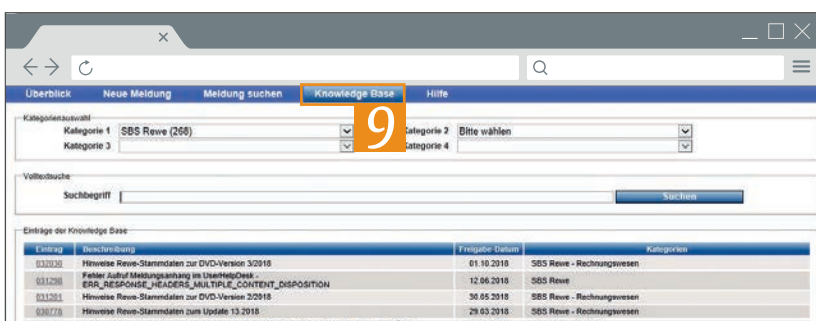 Überblick Neue Meldung Meldung suchen Knowledge Base Hilfe
9
Kategorienauswahl
Kategorie 1 SBS Rewe (268) Kategorie 2 Bitte wählen
Kategorie 3 Kategorie 4
Volltextsuche
Suchbegriff Suchen
Einträge der Knowledge Base
Eintrag Beschreibung Freigabe-Datum Kategorien
032030 Hinweise Rewe-Stammdaten zur DVD-Version 3/2018 01.10.2018 SBS Rewe - Rechnungswesen
031298 Fehler Aufruf Meldungsanhang im UserHelpDesk -
ERR_RESPONSE_HEADERS_MULTIPLE_CONTENT_DISPOSITION 12.06.2018 SBS Rewe
031201 Hinweise Rewe-Stammdaten zur DVD-Version 2/2018 30.05.2018 SBS Rewe - Rechnungswesen
030778 Hinweise Rewe-Stammdaten zum Update 13.2018 29.03.2018 SBS Rewe - Rechnungswesen